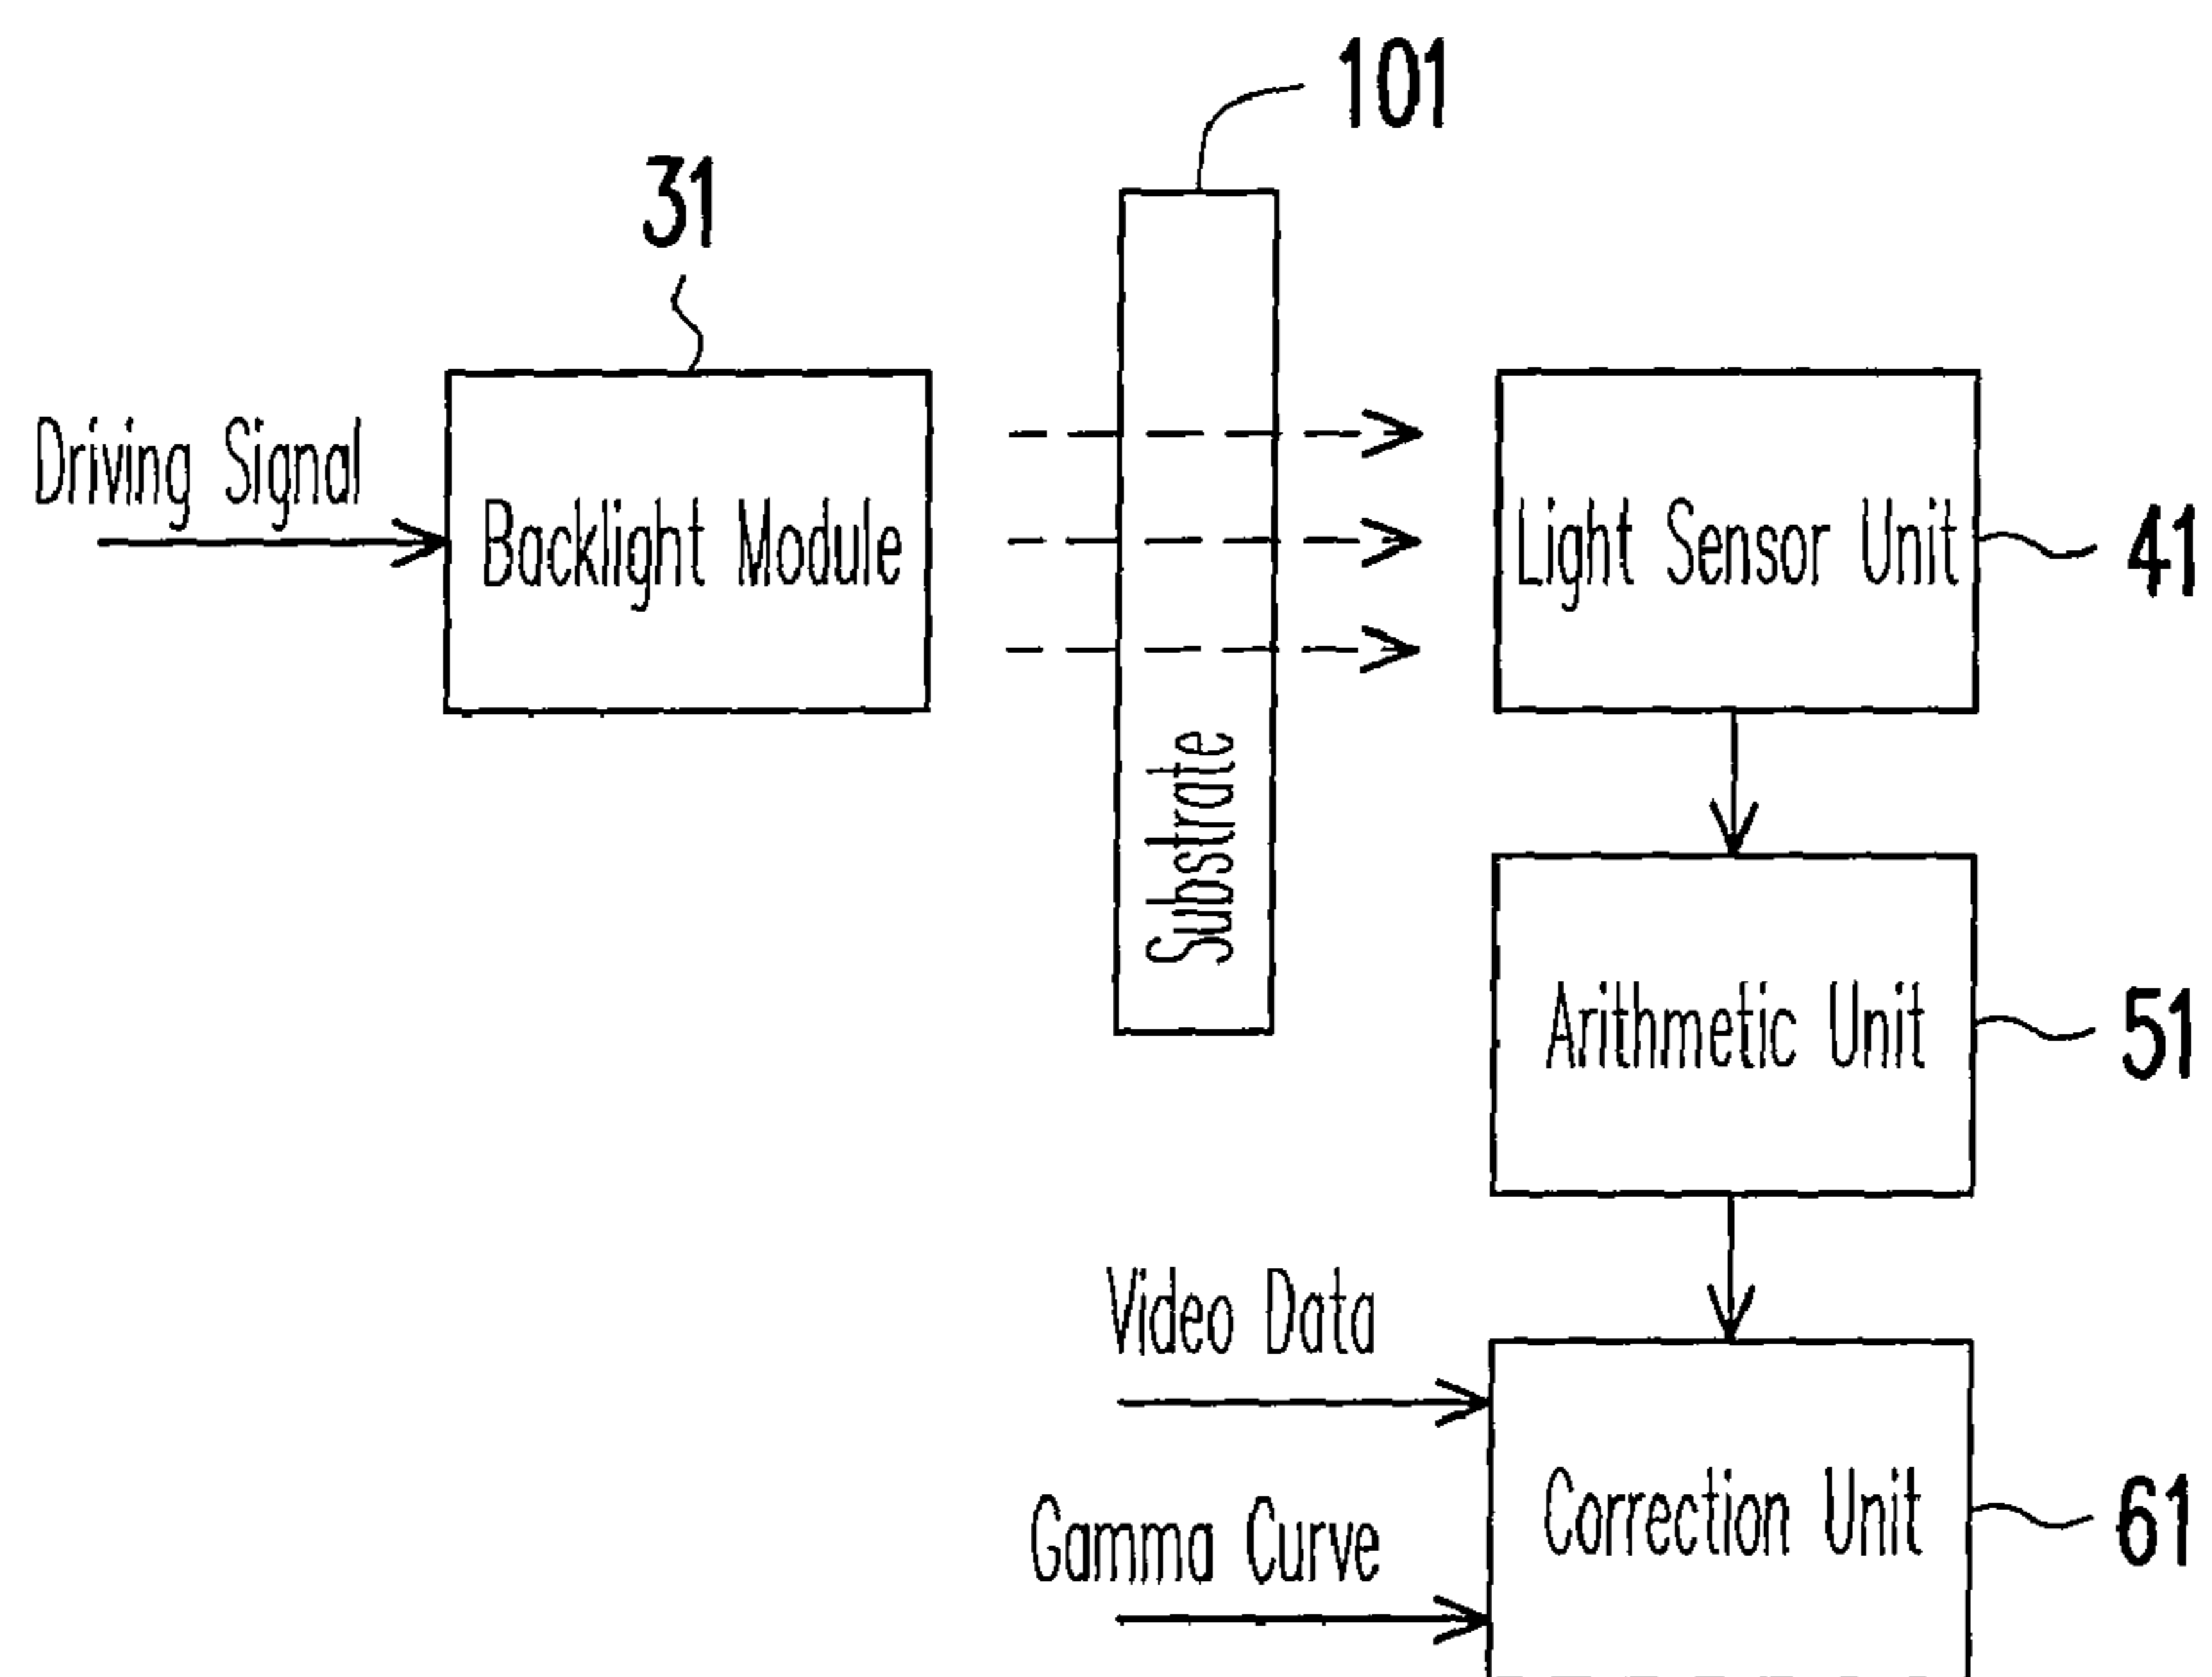 101
31
Driving Signal
Backlight Module
Light Sensor Unit
41
Substrate
Arithmetic Unit
51
Video Data
Gamma Curve
Correction Unit
61